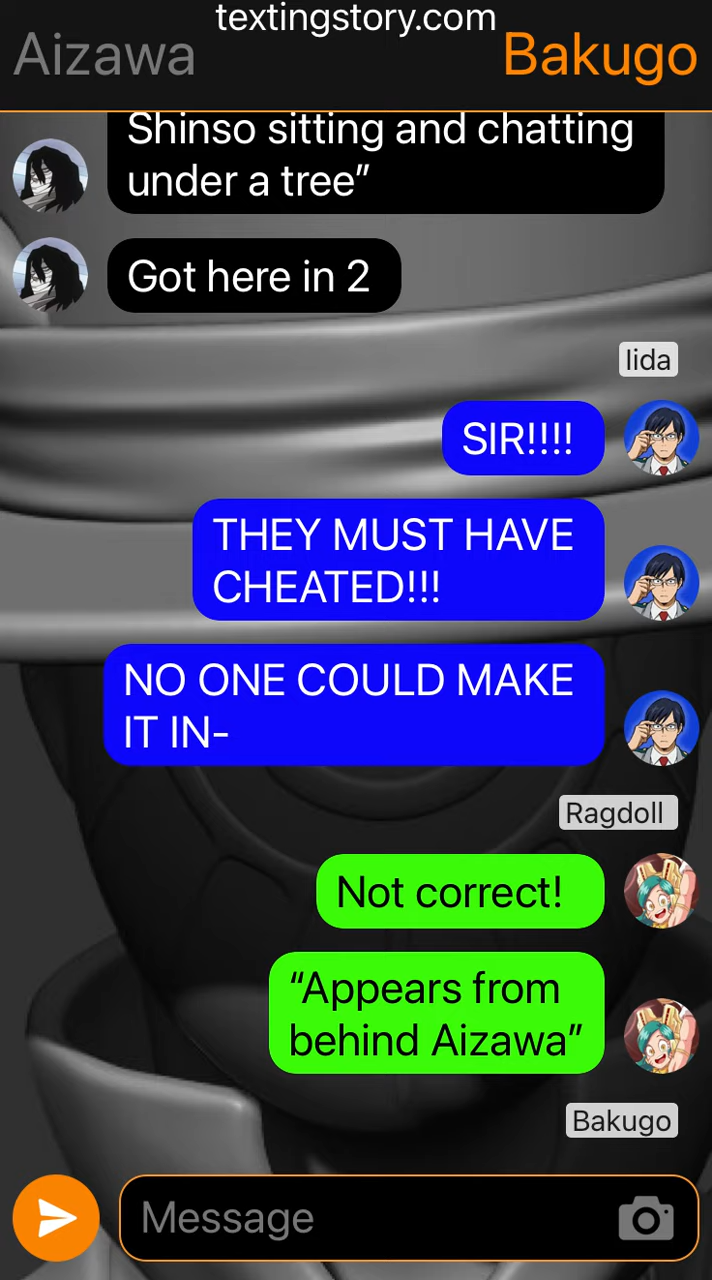 textingstory.com
Aizawa
Bakugo
Shinso sitting and chatting
under a tree”
Got here in 2
Iida
SIR!!!!
THEY MUST HAVE
CHEATED!!!
NO ONE COULD MAKE
IT IN-
Ragdoll
Not correct!
“Appears from
behind Aizawa”
Bakugo
Message